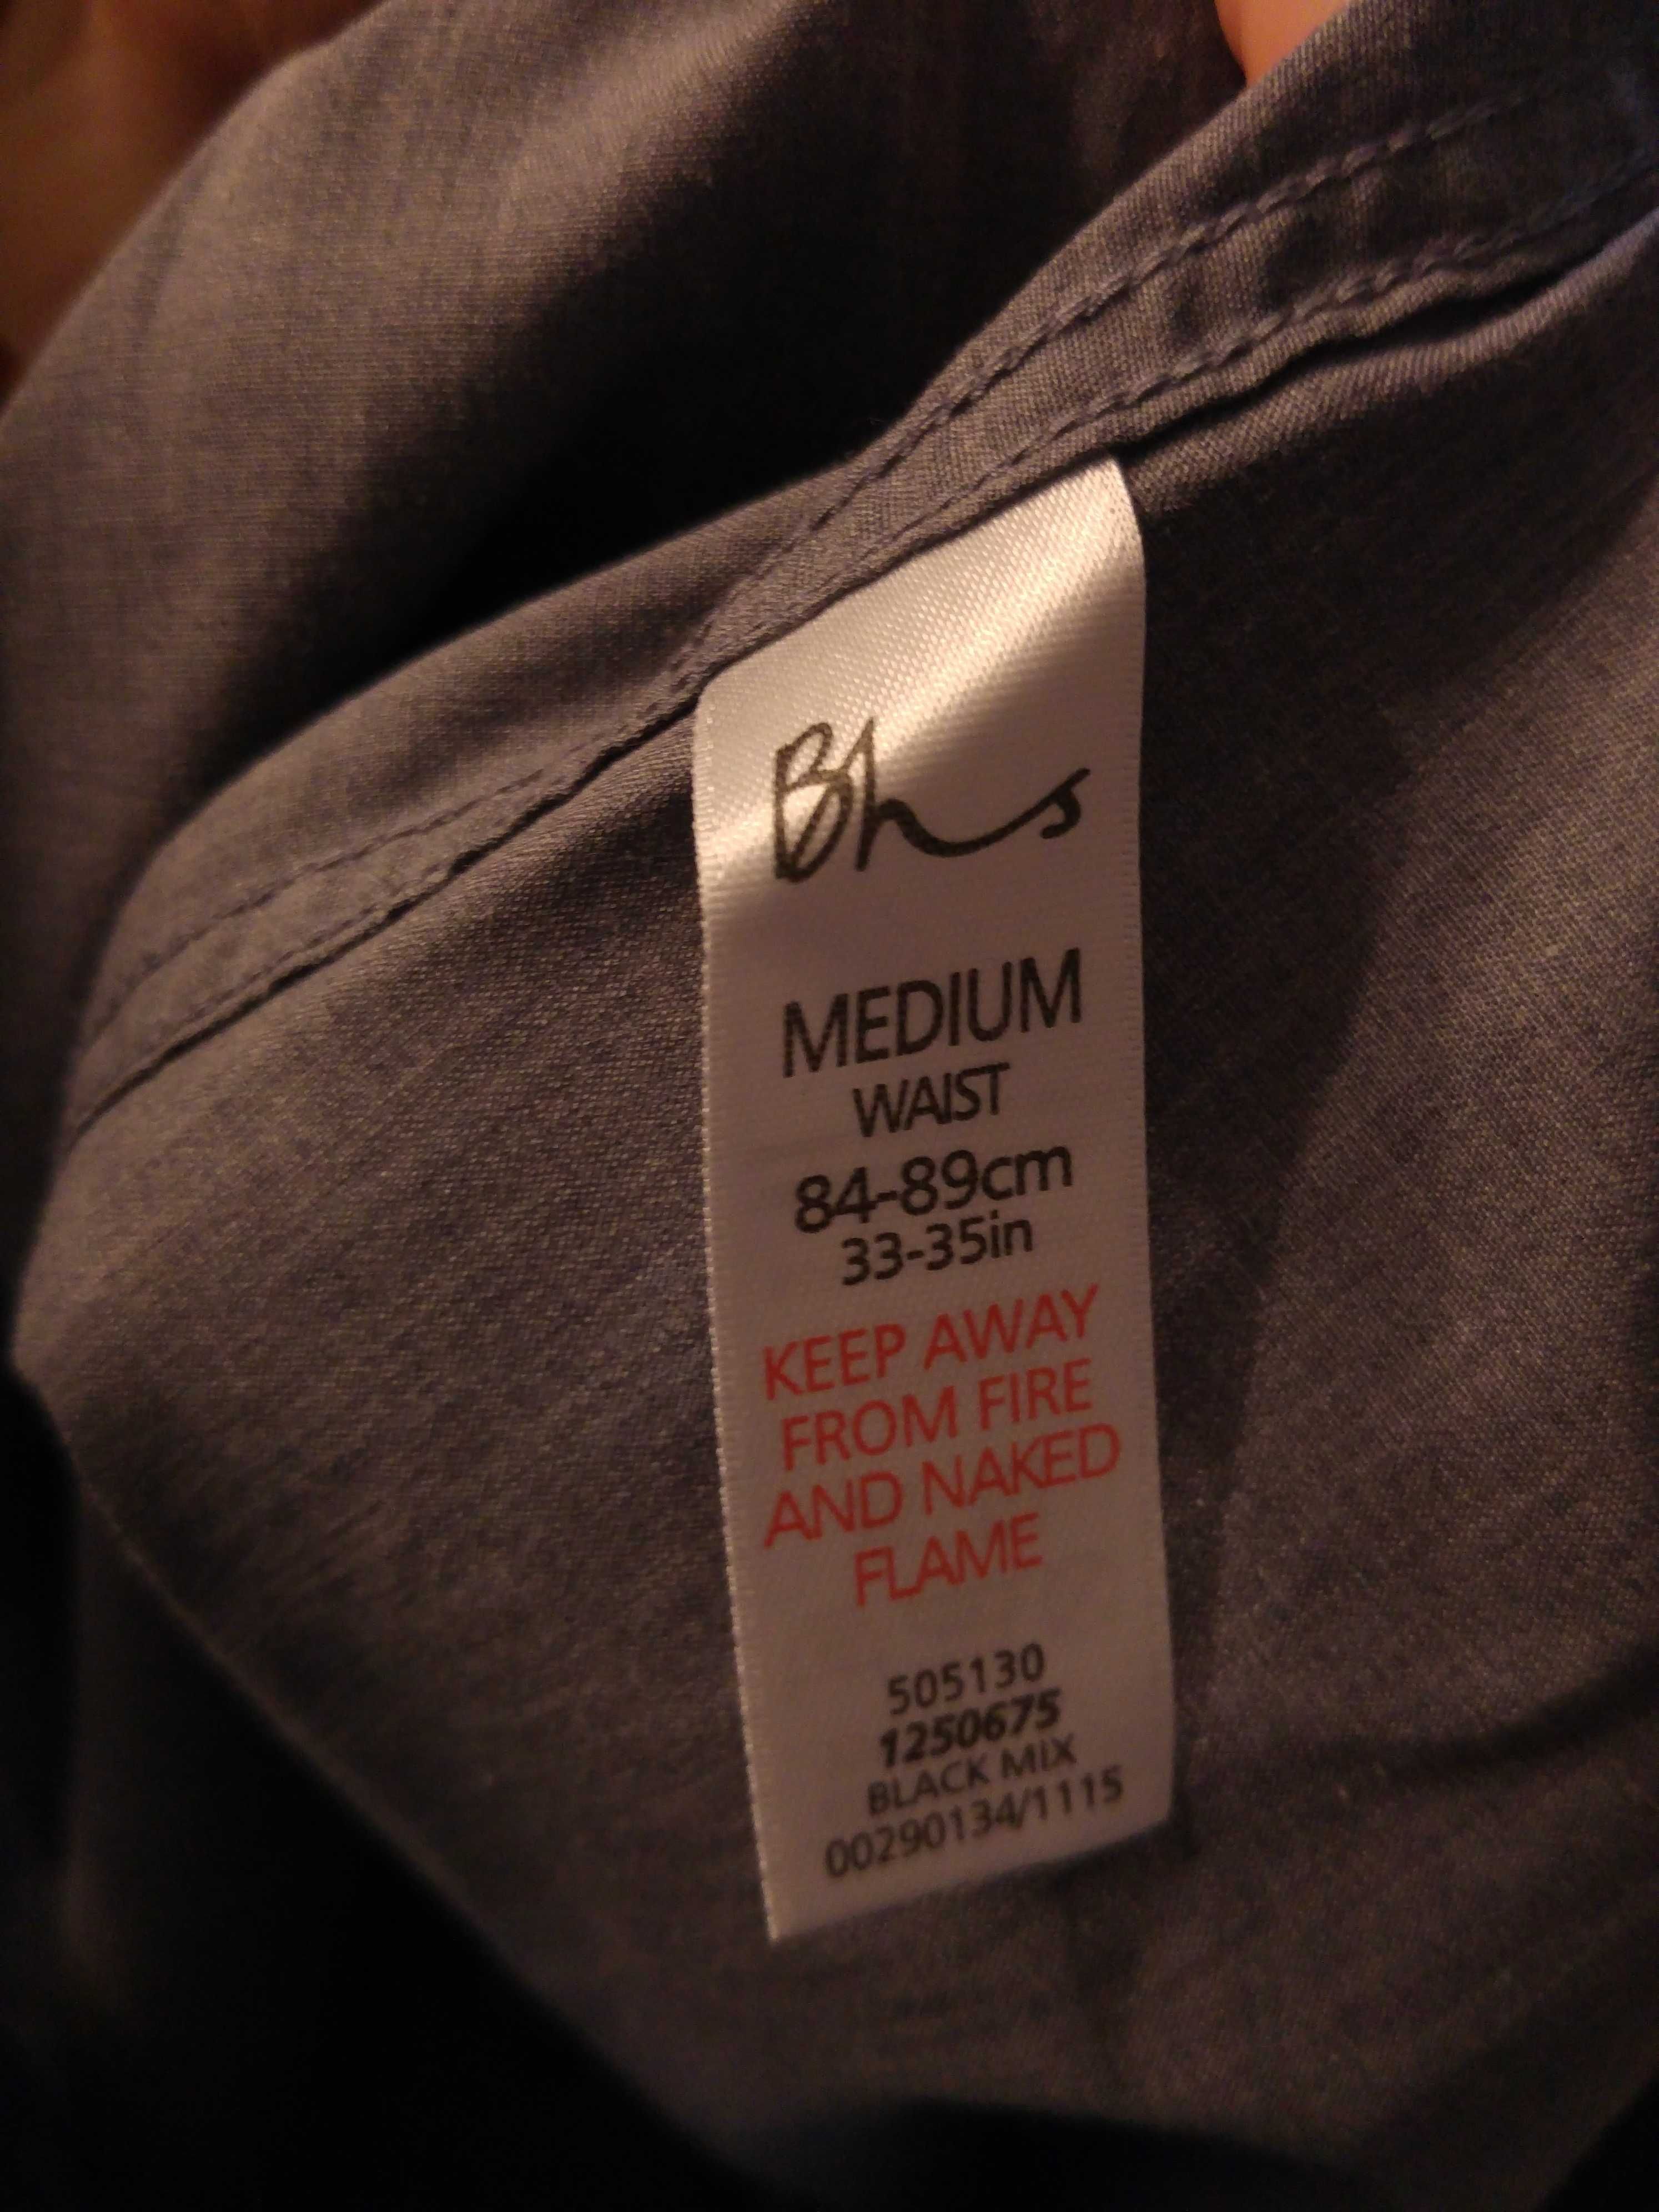 Bhs
MEDIUM
WAIST
84-89cm
33-35in
KEEP AWAY
FROM FIRE
AND NAKED
FLAME
505130
1250675
BLACK MIX
00290134/1115